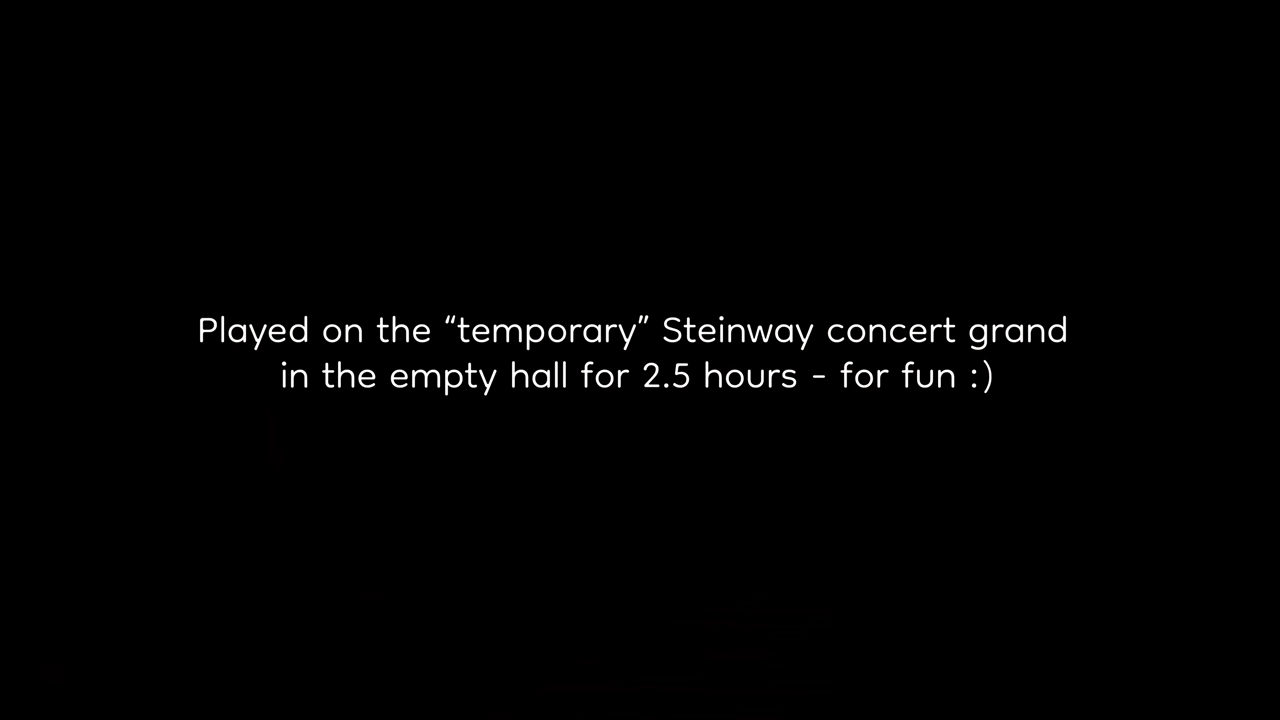 Played on the “temporary” Steinway concert grand
in the empty hall for 2.5 hours - for fun :)